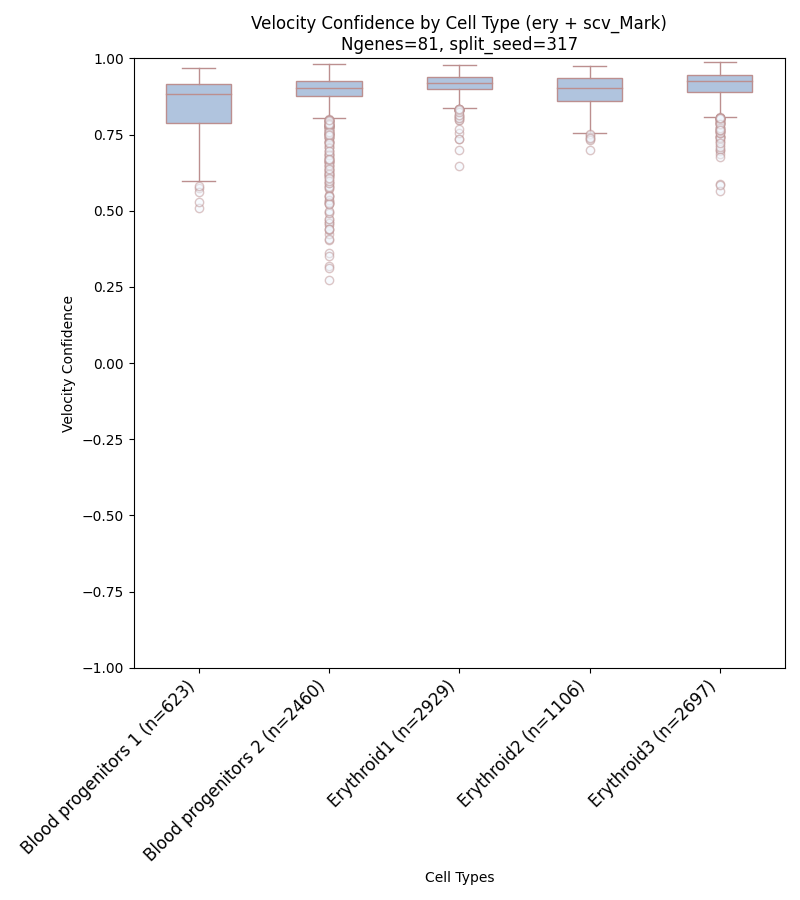 Velocity Confidence by Cell Type (ery + scv_Mark)
Ngenes=81, split_seed=317
Velocity Confidence
1.00
0.75
0.50
0.25
0.00
−0.25
−0.50
−0.75
−1.00
Blood progenitors 1 (n=623)
Blood progenitors 2 (n=2460)
Erythroid1 (n=2929)
Erythroid2 (n=1106)
Erythroid3 (n=2697)
Cell Types